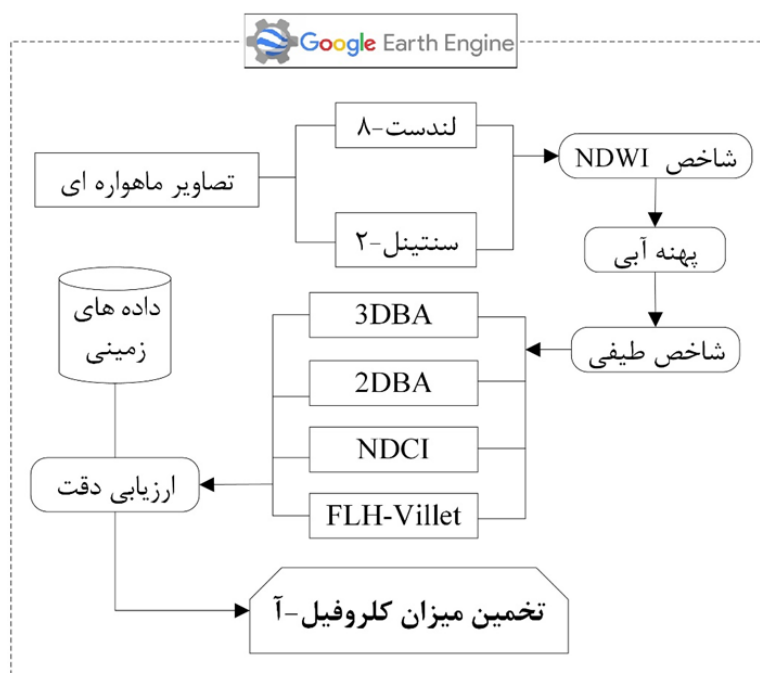 Google Earth Engine
تصاویر ماهواره ای
لندست-۸
سنتینل-۲
شاخص NDWI
پهنه آبی
شاخص طیفی
3DBA
2DBA
NDCI
FLH-Villet
داده های
زمینی
ارزیابی دقت
تخمین میزان کلروفیل-آ